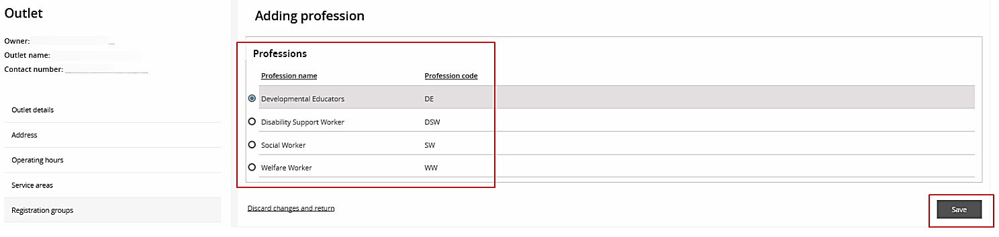 Outlet
Owner:
Outlet name:
Contact number:
Outlet details
Address
Operating hours
Service areas
Registration groups
Adding profession
Professions
Profession name Profession code
Developmental Educators DE
Disability Support Worker DSW
Social Worker SW
Welfare Worker WW
Discard changes and return
Save